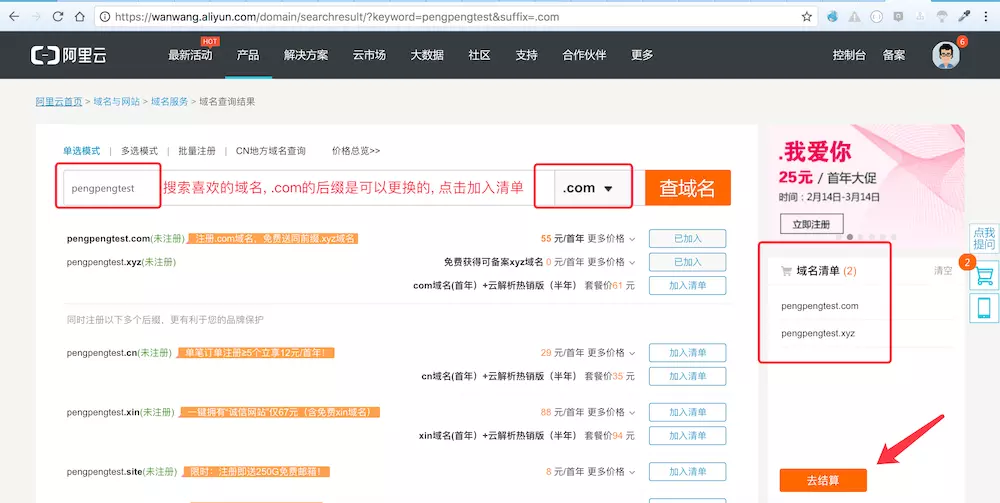 https://wanwang.aliyun.com/domain/searchresult/?keyword=pengpengtest&suffix=.com
阿里云 最新活动 HOT 产品 解决方案 云市场 大数据 社区 支持 合作伙伴 更多 控制台 备案 6
阿里云首页 > 域名与网站 > 域名服务 > 域名查询结果
单选模式 | 多选模式 | 批量注册 | CN地方域名查询 价格总览>>
pengpengtest 搜索喜欢的域名, .com的后缀是可以更换的, 点击加入清单 .com 查域名
pengpengtest.com(未注册) 注册.com域名，免费送同前缀.xyz域名 55 元/首年 更多价格 已加入
pengpengtest.xyz(未注册) 免费获得可备案xyz域名 0 元/首年 更多价格 已加入
com域名(首年）+云解析热销版（半年） 套餐价61 元 加入清单
同时注册以下多个后缀，更有利于您的品牌保护
pengpengtest.cn(未注册) 单笔订单注册≥5个立享12元/首年！ 29 元/首年 更多价格 加入清单
cn域名(首年）+云解析热销版（半年） 套餐价35 元 加入清单
pengpengtest.xin(未注册) 一键拥有“诚信网站”仅67元（含免费xin域名） 88 元/首年 更多价格 加入清单
xin域名(首年）+云解析热销版（半年） 套餐价94 元 加入清单
pengpengtest.site(未注册) 限时：注册即送250G免费邮箱！ 8 元/首年 更多价格 加入清单
.我爱你
25元 / 首年大促
时间：2月14日-3月14日
立即注册
点我
提问
2
域名清单 (2) 清空
pengpengtest.com
pengpengtest.xyz
去结算